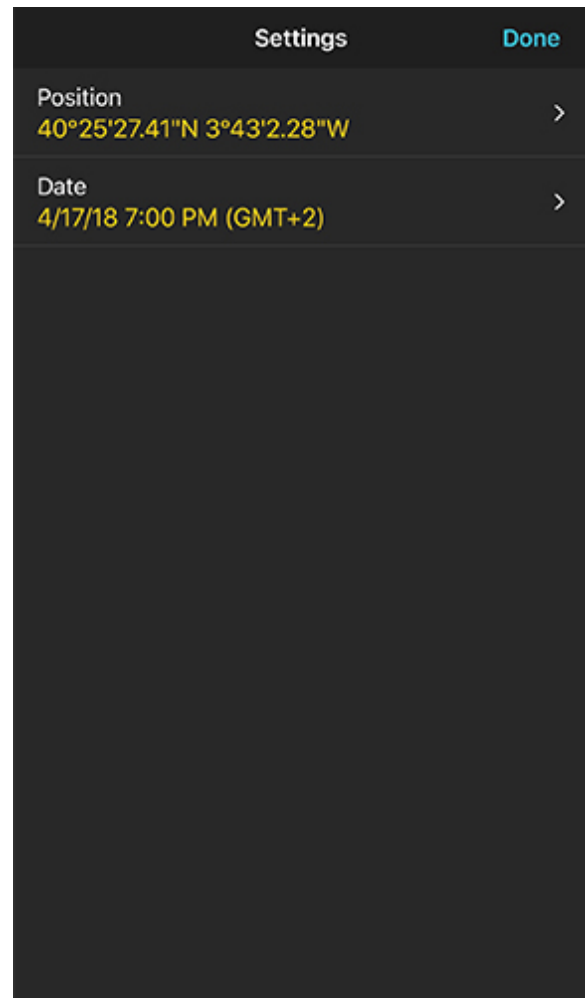 Settings Done
Position
40°25'27.41"N 3°43'2.28"W
Date
4/17/18 7:00 PM (GMT+2)